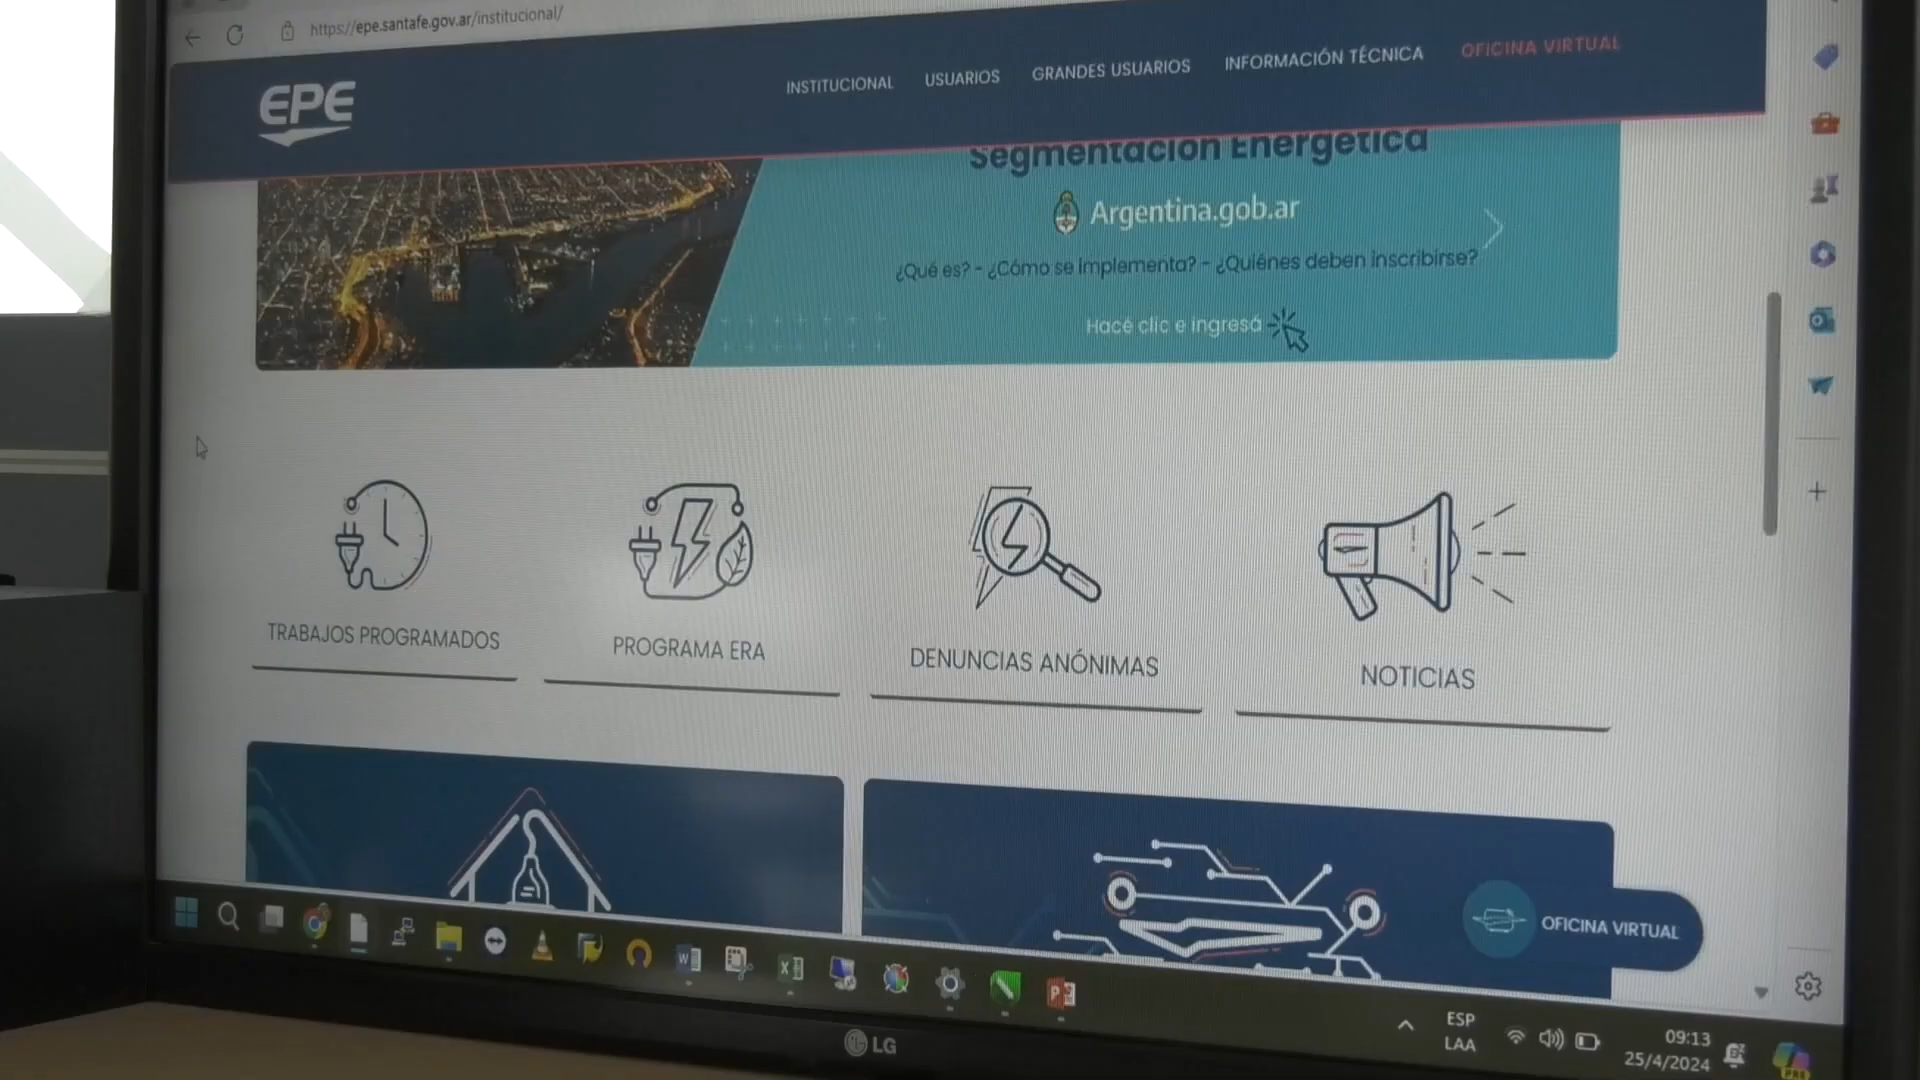 https://epe.santafe.gov.ar/institucional/
EPE
INSTITUCIONAL
USUARIOS
GRANDES USUARIOS
INFORMACIÓN TÉCNICA
OFICINA VIRTUAL
Segmentación Energética
Argentina.gob.ar
¿Qué es? - ¿Cómo se implementa? - ¿Quiénes deben inscribirse?
Hacé clic e ingresá
TRABAJOS PROGRAMADOS
PROGRAMA ERA
DENUNCIAS ANÓNIMAS
NOTICIAS
OFICINA VIRTUAL
ESP
LAA
09:13
25/4/2024
PRE
LG